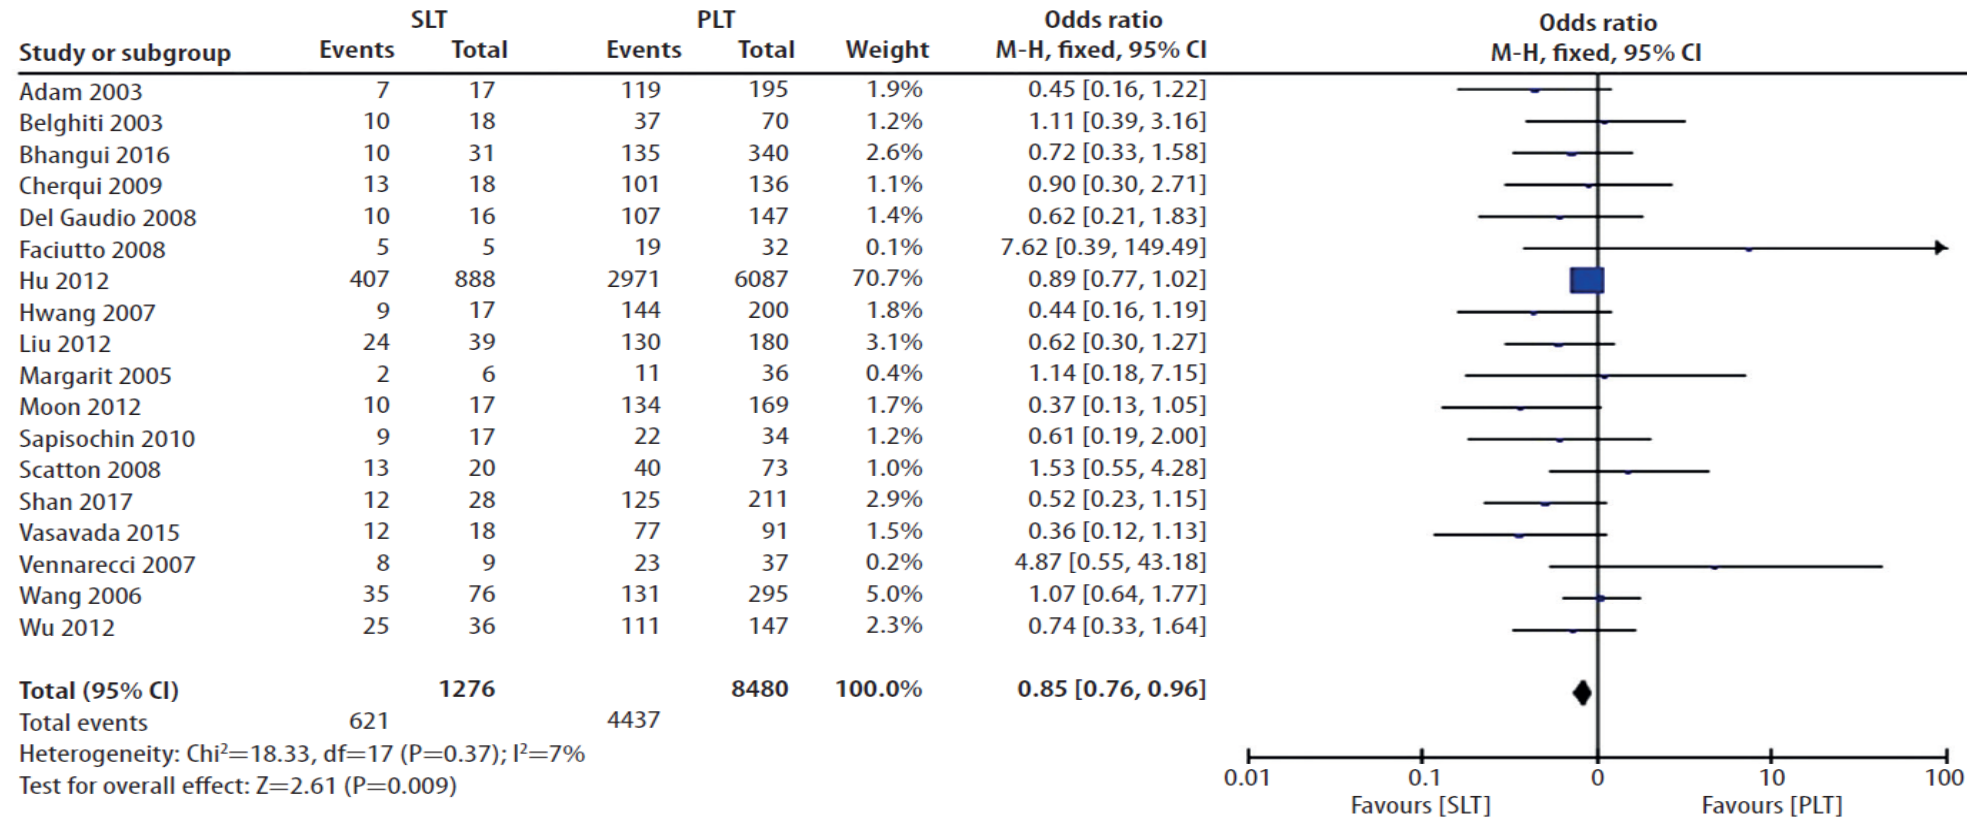 SLT PLT Odds ratio Odds ratio
Study or subgroup Events Total Events Total Weight M-H, fixed, 95% CI M-H, fixed, 95% CI
Adam 2003 7 17 119 195 1.9% 0.45 [0.16, 1.22]
Belghiti 2003 10 18 37 70 1.2% 1.11 [0.39, 3.16]
Bhangui 2016 10 31 135 340 2.6% 0.72 [0.33, 1.58]
Cherqui 2009 13 18 101 136 1.1% 0.90 [0.30, 2.71]
Del Gaudio 2008 10 16 107 147 1.4% 0.62 [0.21, 1.83]
Faciutto 2008 5 5 19 32 0.1% 7.62 [0.39, 149.49]
Hu 2012 407 888 2971 6087 70.7% 0.89 [0.77, 1.02]
Hwang 2007 9 17 144 200 1.8% 0.44 [0.16, 1.19]
Liu 2012 24 39 130 180 3.1% 0.62 [0.30, 1.27]
Margarit 2005 2 6 11 36 0.4% 1.14 [0.18, 7.15]
Moon 2012 10 17 134 169 1.7% 0.37 [0.13, 1.05]
Sapisochin 2010 9 17 22 34 1.2% 0.61 [0.19, 2.00]
Scatton 2008 13 20 40 73 1.0% 1.53 [0.55, 4.28]
Shan 2017 12 28 125 211 2.9% 0.52 [0.23, 1.15]
Vasavada 2015 12 18 77 91 1.5% 0.36 [0.12, 1.13]
Vennarecci 2007 8 9 23 37 0.2% 4.87 [0.55, 43.18]
Wang 2006 35 76 131 295 5.0% 1.07 [0.64, 1.77]
Wu 2012 25 36 111 147 2.3% 0.74 [0.33, 1.64]
Total (95% CI) 1276 8480 100.0% 0.85 [0.76, 0.96]
Total events 621 4437
Heterogeneity: Chi²=18.33, df=17 (P=0.37); I²=7%
Test for overall effect: Z=2.61 (P=0.009)
0.01 0.1 0 10 100
Favours [SLT] Favours [PLT]